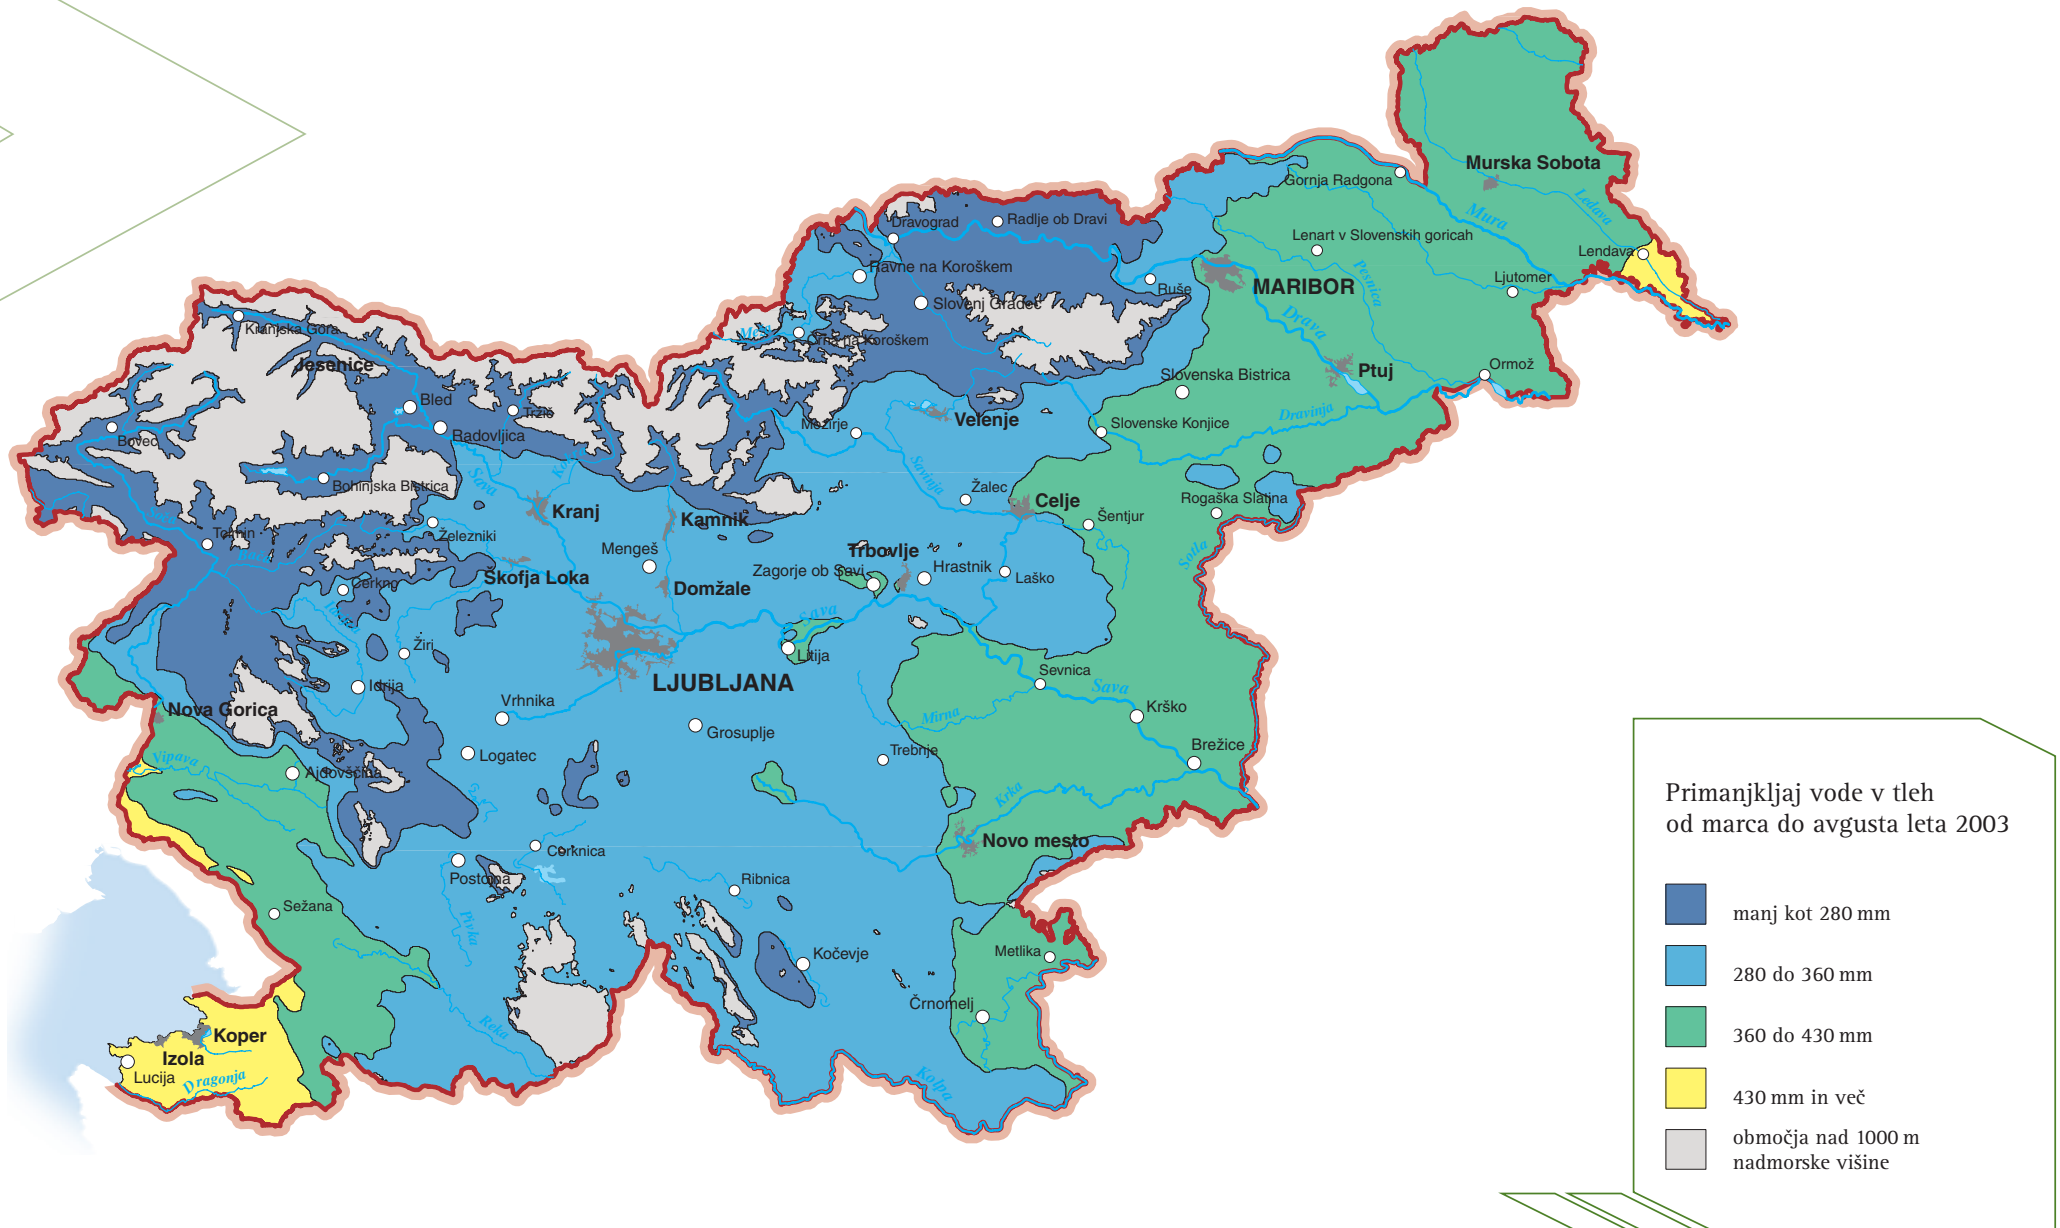 Murska Sobota
Gornja Radgona
Ledava
Mura
Dravograd
Radlje ob Dravi
Lenart v Slovenskih goricah
Lendava
Pesnica
Ravne na Koroškem
Ljutomer
MARIBOR
Ruše
Slovenj Gradec
Kranjska Gora
Meža
Črna na Koroškem
Drava
Jesenice
Ormož
Ptuj
Slovenska Bistrica
Bled
Tržič
Dravinja
Velenje
Mozirje
Slovenske Konjice
Bovec
Radovljica
Kokra
Sava
Savinja
Bohinjska Bistrica
Žalec
Rogaška Slatina
Celje
Kranj
Kamnik
Šentjur
Soča
Tolmin
Železniki
Mengeš
Trbovlje
Sotla
Bača
Zagorje ob Savi
Hrastnik
Laško
Škofja Loka
Cerkno
Domžale
Idrijca
Sava
Žiri
Litija
Sevnica
LJUBLJANA
Idrija
Sava
Vrhnika
Krško
Nova Gorica
Mirna
Grosuplje
Brežice
Trebnje
Logatec
Vipava
Ajdovščina
Krka
Novo mesto
Cerknica
Postojna
Ribnica
Sežana
Pivka
Kočevje
Metlika
Črnomelj
Reka
Koper
Izola
Lucija
Dragonja
Kolpa
Primanjkljaj vode v tleh
od marca do avgusta leta 2003
manj kot 280 mm
280 do 360 mm
360 do 430 mm
430 mm in več
območja nad 1000 m
nadmorske višine